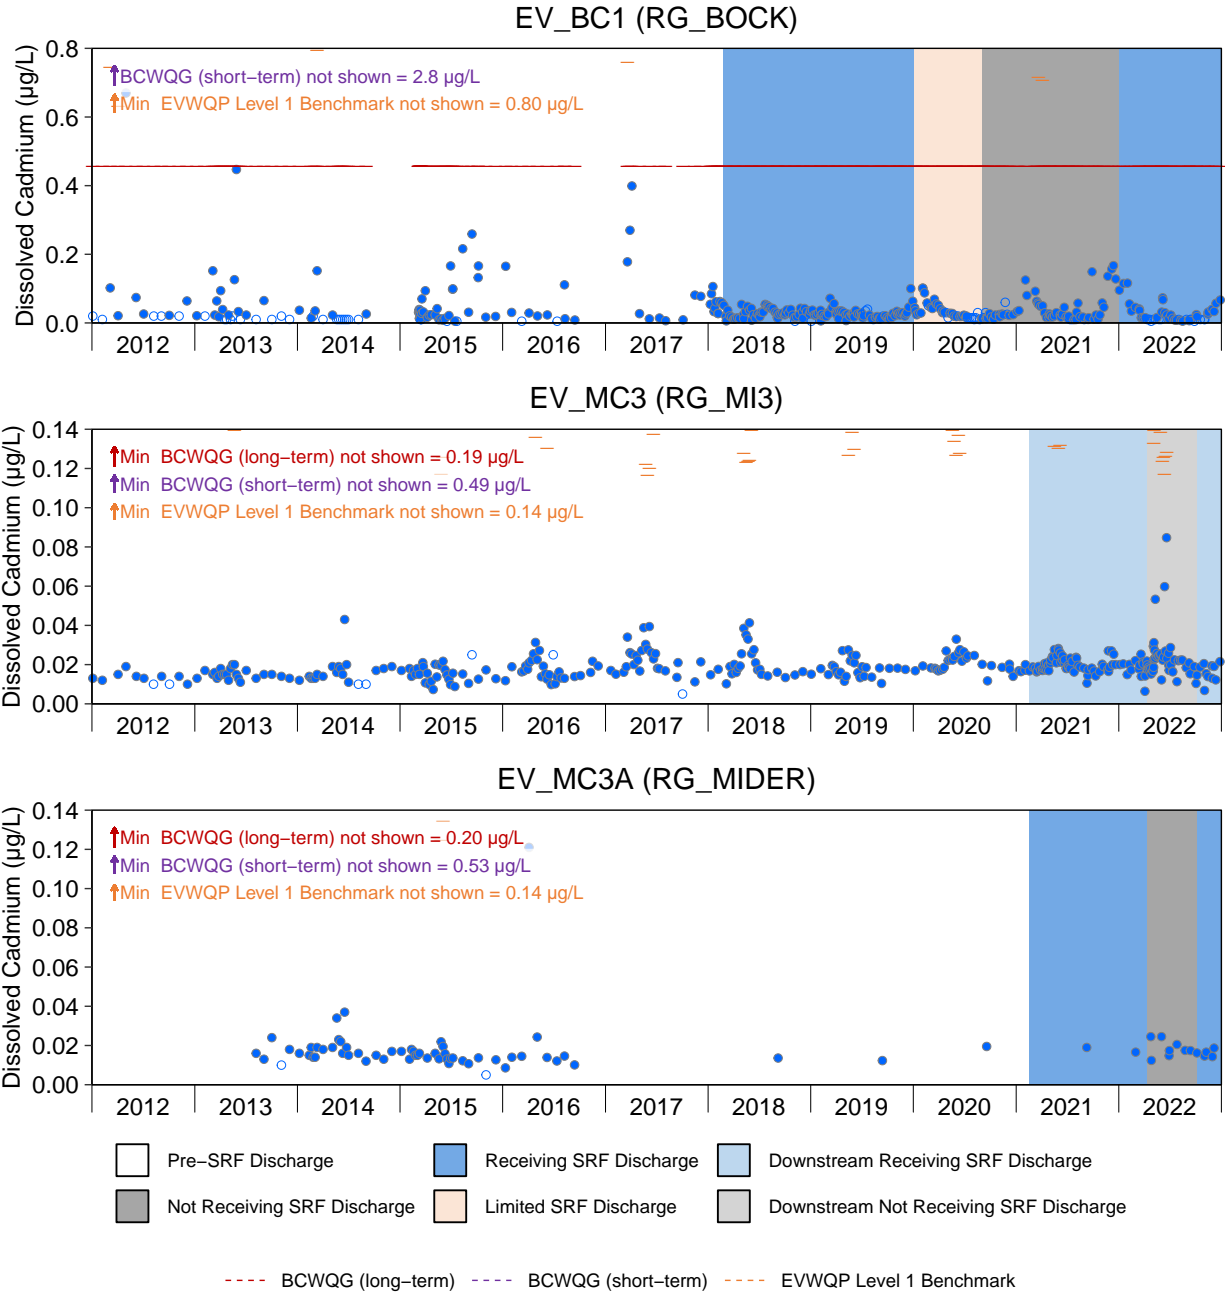 EV_BC1 (RG_BOCK)
Dissolved Cadmium (µg/L)
0.8
0.6
0.4
0.2
0.0
BCWQG (short−term) not shown = 2.8 µg/L
Min EVWQP Level 1 Benchmark not shown = 0.80 µg/L
2012 2013 2014 2015 2016 2017 2018 2019 2020 2021 2022
EV_MC3 (RG_MI3)
Dissolved Cadmium (µg/L)
0.14
0.12
0.10
0.08
0.06
0.04
0.02
0.00
Min BCWQG (long−term) not shown = 0.19 µg/L
Min BCWQG (short−term) not shown = 0.49 µg/L
Min EVWQP Level 1 Benchmark not shown = 0.14 µg/L
2012 2013 2014 2015 2016 2017 2018 2019 2020 2021 2022
EV_MC3A (RG_MIDER)
Dissolved Cadmium (µg/L)
0.14
0.12
0.10
0.08
0.06
0.04
0.02
0.00
Min BCWQG (long−term) not shown = 0.20 µg/L
Min BCWQG (short−term) not shown = 0.53 µg/L
Min EVWQP Level 1 Benchmark not shown = 0.14 µg/L
2012 2013 2014 2015 2016 2017 2018 2019 2020 2021 2022
Pre−SRF Discharge Receiving SRF Discharge Downstream Receiving SRF Discharge
Not Receiving SRF Discharge Limited SRF Discharge Downstream Not Receiving SRF Discharge
BCWQG (long−term) BCWQG (short−term) EVWQP Level 1 Benchmark